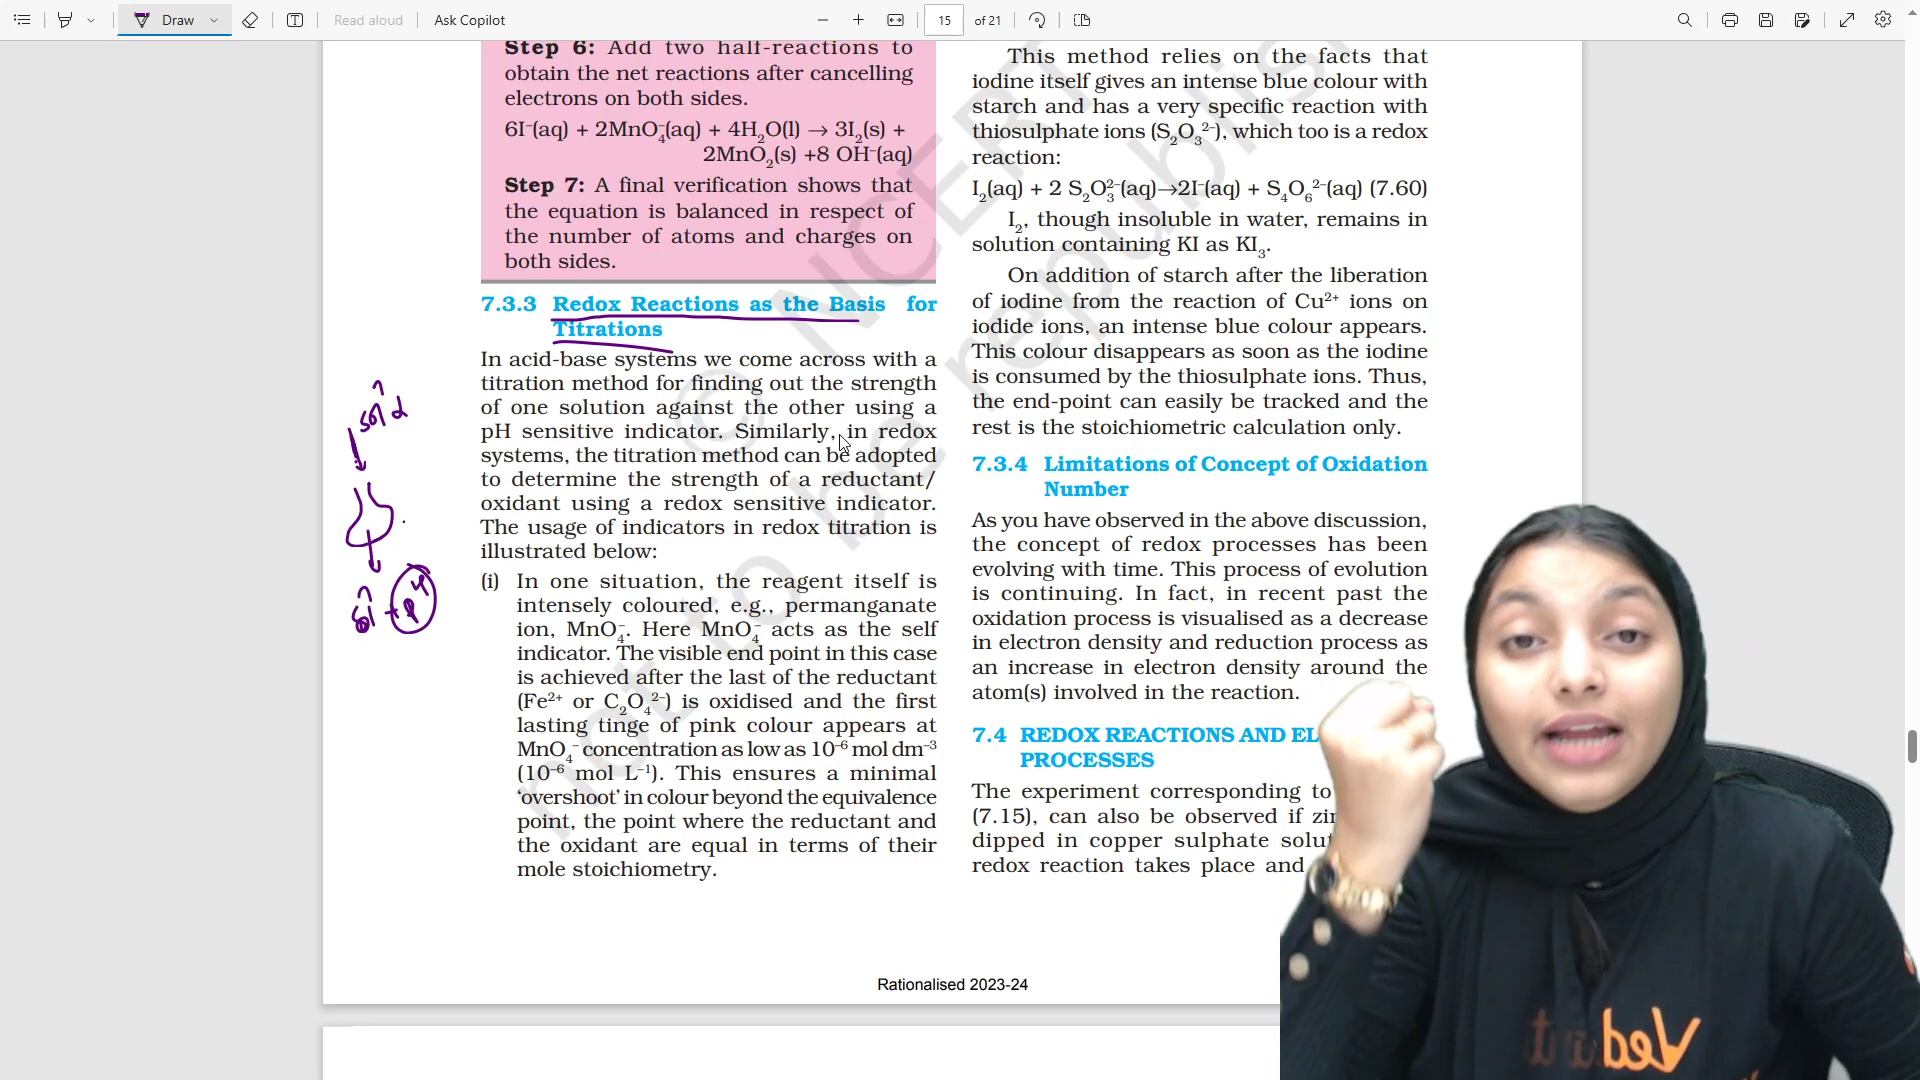 Draw
Read aloud
Ask Copilot
15
of 21
Step 6: Add two half-reactions to
obtain the net reactions after cancelling
electrons on both sides.
6I⁻(aq) + 2MnO₄⁻(aq) + 4H₂O(l) → 3I₂(s) +
2MnO₂(s) +8 OH⁻(aq)
Step 7: A final verification shows that
the equation is balanced in respect of
the number of atoms and charges on
both sides.
7.3.3 Redox Reactions as the Basis for
Titrations
In acid-base systems we come across with a
titration method for finding out the strength
of one solution against the other using a
pH sensitive indicator. Similarly, in redox
systems, the titration method can be adopted
to determine the strength of a reductant/
oxidant using a redox sensitive indicator.
The usage of indicators in redox titration is
illustrated below:
(i) In one situation, the reagent itself is
intensely coloured, e.g., permanganate
ion, MnO₄⁻. Here MnO₄⁻ acts as the self
indicator. The visible end point in this case
is achieved after the last of the reductant
(Fe²⁺ or C₂O₄²⁻) is oxidised and the first
lasting tinge of pink colour appears at
MnO₄⁻ concentration as low as 10⁻⁶ mol dm⁻³
(10⁻⁶ mol L⁻¹). This ensures a minimal
‘overshoot’ in colour beyond the equivalence
point, the point where the reductant and
the oxidant are equal in terms of their
mole stoichiometry.
This method relies on the facts that
iodine itself gives an intense blue colour with
starch and has a very specific reaction with
thiosulphate ions (S₂O₃²⁻), which too is a redox
reaction:
I₂(aq) + 2 S₂O₃²⁻(aq)→2I⁻(aq) + S₄O₆²⁻(aq) (7.60)
I₂, though insoluble in water, remains in
solution containing KI as KI₃.
On addition of starch after the liberation
of iodine from the reaction of Cu²⁺ ions on
iodide ions, an intense blue colour appears.
This colour disappears as soon as the iodine
is consumed by the thiosulphate ions. Thus,
the end-point can easily be tracked and the
rest is the stoichiometric calculation only.
7.3.4 Limitations of Concept of Oxidation
Number
As you have observed in the above discussion,
the concept of redox processes has been
evolving with time. This process of evolution
is continuing. In fact, in recent past the
oxidation process is visualised as a decrease
in electron density and reduction process as
an increase in electron density around the
atom(s) involved in the reaction.
7.4 REDOX REACTIONS AND EL
PROCESSES
The experiment corresponding to
(7.15), can also be observed if zin
dipped in copper sulphate solut
redox reaction takes place and
© NCERT
not to be republis
Rationalised 2023-24
Ved